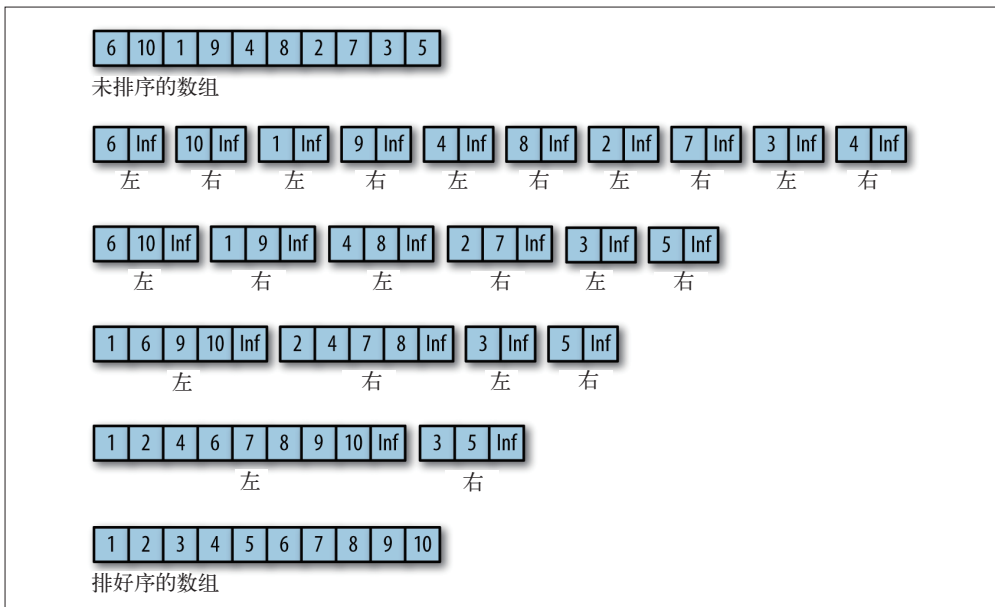 6 10 1 9 4 8 2 7 3 5
未排序的数组
6 Inf 10 Inf 1 Inf 9 Inf 4 Inf 8 Inf 2 Inf 7 Inf 3 Inf 4 Inf
左 右 左 右 左 右 左 右 左 右
6 10 Inf 1 9 Inf 4 8 Inf 2 7 Inf 3 Inf 5 Inf
左 右 左 右 左 右
1 6 9 10 Inf 2 4 7 8 Inf 3 Inf 5 Inf
左 右 左 右
1 2 4 6 7 8 9 10 Inf 3 5 Inf
左 右
1 2 3 4 5 6 7 8 9 10
排好序的数组